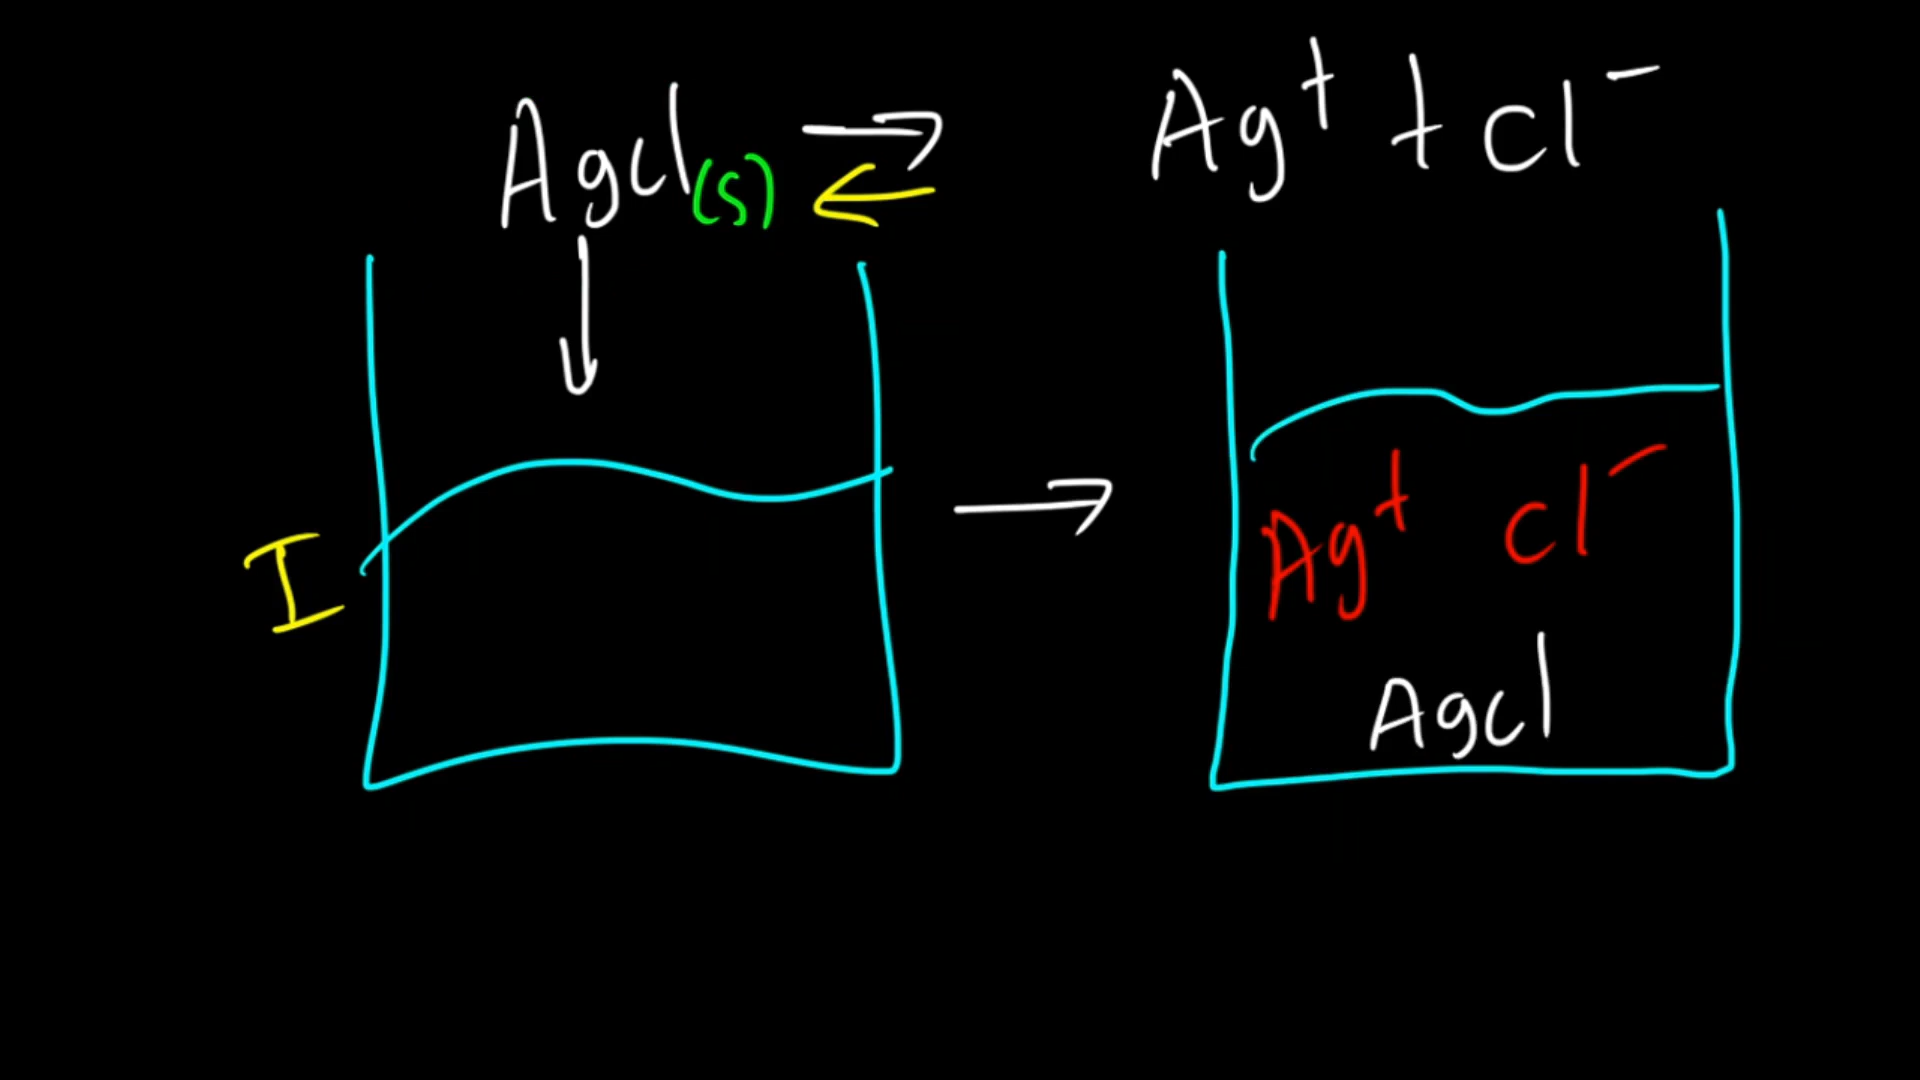 Agcl(s) ⇄ Ag⁺ + cl⁻
I
→
Ag⁺ cl⁻
Agcl